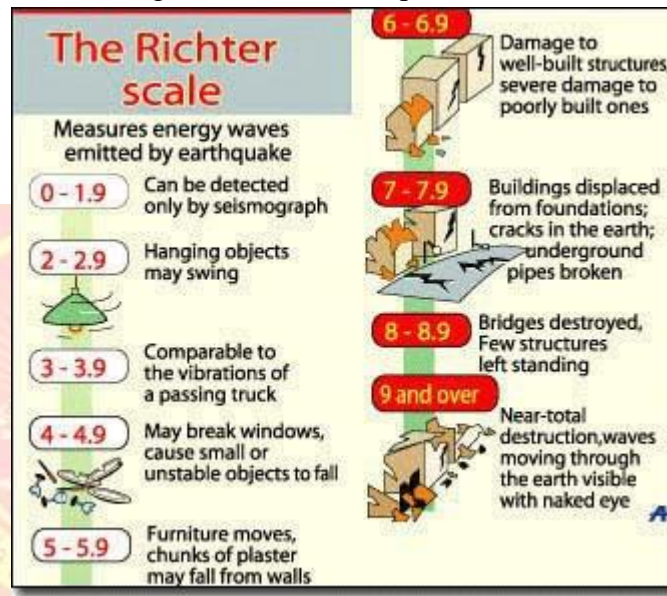 The Richter
scale
Measures energy waves
emitted by earthquake
0 - 1.9
Can be detected
only by seismograph
2 - 2.9
Hanging objects
may swing
3 - 3.9
Comparable to
the vibrations of
a passing truck
4 - 4.9
May break windows,
cause small or
unstable objects to fall
5 - 5.9
Furniture moves,
chunks of plaster
may fall from walls
6 - 6.9
Damage to
well-built structures
severe damage to
poorly built ones
7 - 7.9
Buildings displaced
from foundations;
cracks in the earth;
underground
pipes broken
8 - 8.9
Bridges destroyed,
Few structures
left standing
9 and over
Near-total
destruction,waves
moving through
the earth visible
with naked eye